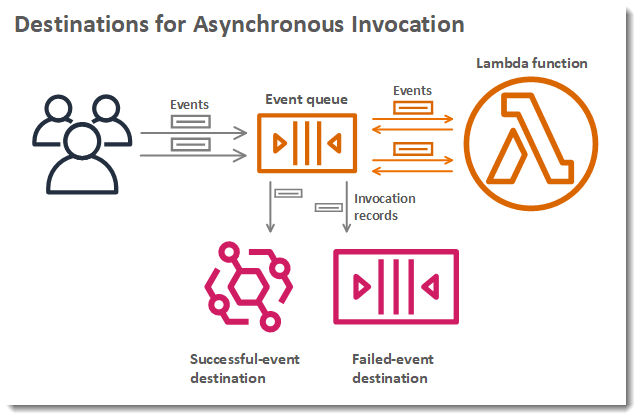 Destinations for Asynchronous Invocation
Lambda function
Events
Event queue
Events
Invocation
records
Successful-event
destination
Failed-event
destination